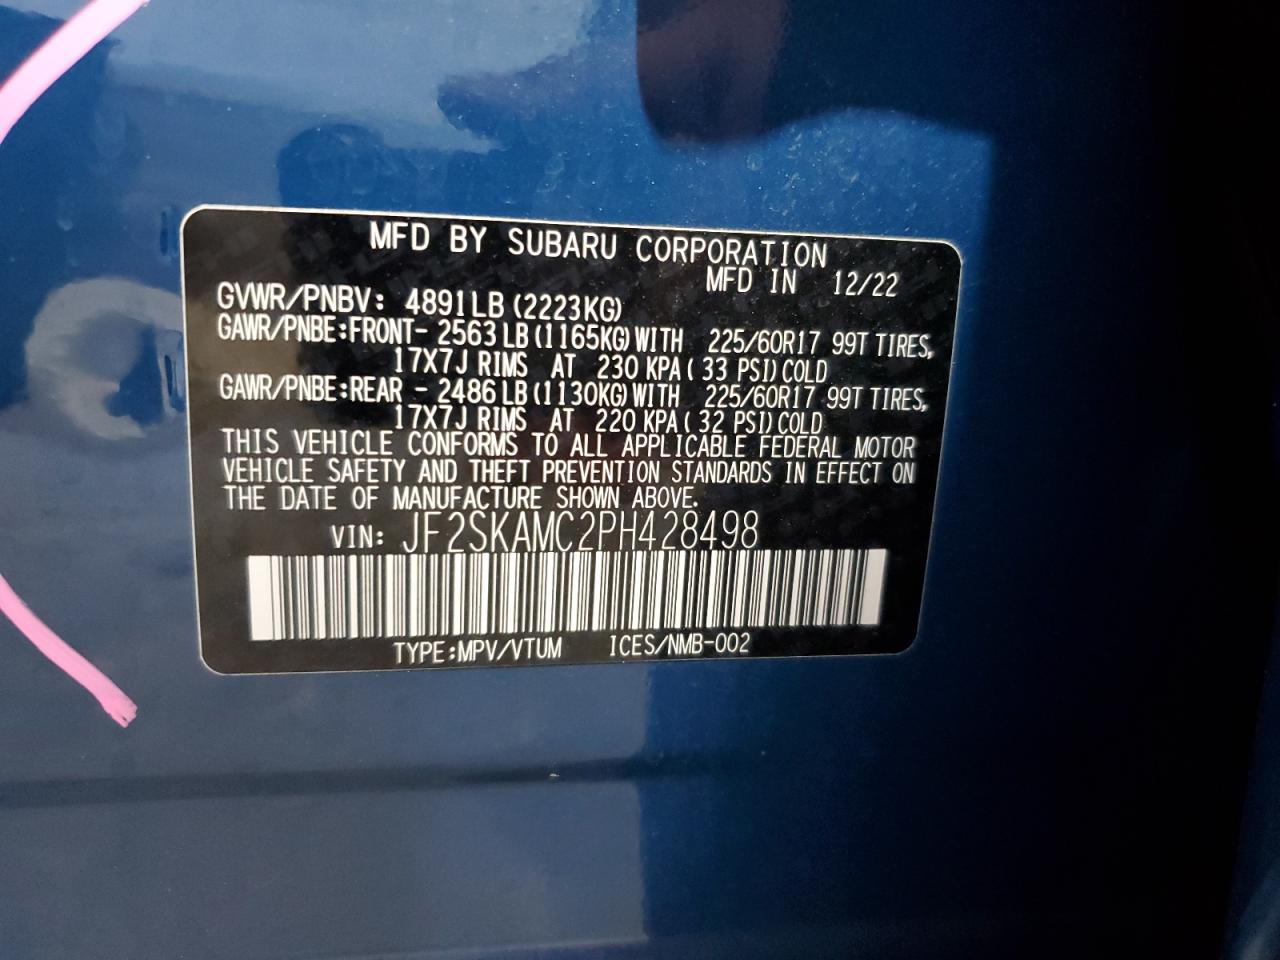 MFD BY SUBARU CORPORATION
MFD IN 12/22
GVWR/PNBV: 4891LB (2223KG)
GAWR/PNBE:FRONT- 2563 LB (1165KG) WITH 225/60R17 99T TIRES,
17X7J RIMS AT 230 KPA ( 33 PSI) COLD
GAWR/PNBE:REAR - 2486 LB (1130KG) WITH 225/60R17 99T TIRES,
17X7J RIMS AT 220 KPA ( 32 PSI) COLD
THIS VEHICLE CONFORMS TO ALL APPLICABLE FEDERAL MOTOR
VEHICLE SAFETY AND THEFT PREVENTION STANDARDS IN EFFECT ON
THE DATE OF MANUFACTURE SHOWN ABOVE.
VIN: JF2SKAMC2PH428498
TYPE:MPV/VTUM ICES/NMB-002